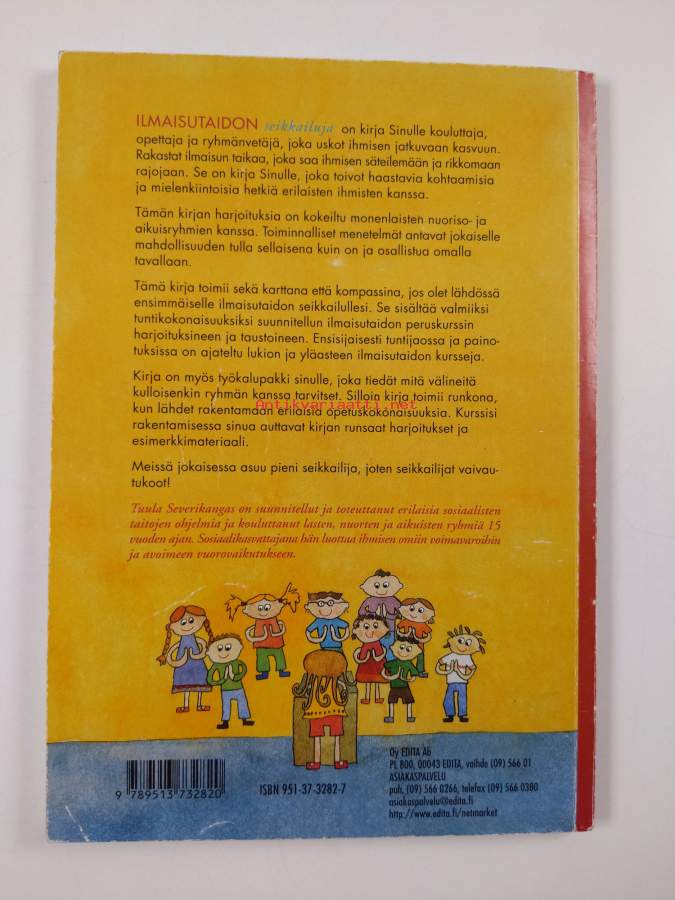 ILMAISUTAIDON seikkailuja on kirja Sinulle kouluttaja,
opettaja ja ryhmänvetäjä, joka uskot ihmisen jatkuvaan kasvuun.
Rakastat ilmaisun taikaa, joka saa ihmisen säteilemään ja rikkomaan
rajojaan. Se on kirja Sinulle, joka toivot haastavia kohtaamisia
ja mielenkiintoisia hetkiä erilaisten ihmisten kanssa.
Tämän kirjan harjoituksia on kokeiltu monenlaisten nuoriso- ja
aikuisryhmien kanssa. Toiminnalliset menetelmät antavat jokaiselle
mahdollisuuden tulla sellaisena kuin on ja osallistua omalla
tavallaan.
Tämä kirja toimii sekä karttana että kompassina, jos olet lähdössä
ensimmäiselle ilmaisutaidon seikkailullesi. Se sisältää valmiiksi
tuntikokonaisuuksiksi suunnitellun ilmaisutaidon peruskurssin
harjoituksineen ja taustoineen. Ensisijaisesti tuntijaossa ja paino-
tuksissa on ajateltu lukion ja yläasteen ilmaisutaidon kursseja.
Kirja on myös työkalupakki sinulle, joka tiedät mitä välineitä
kulloisenkin ryhmän kanssa tarvitset. Silloin kirja toimii runkona,
Antikvariaatti.net
kun lähdet rakentamaan erilaisia opetuskokonaisuuksia. Kurssisi
rakentamisessa sinua auttavat kirjan runsaat harjoitukset ja
esimerkkimateriaali.
Meissä jokaisessa asuu pieni seikkailija, joten seikkailijat vaivau-
tukoot!
Tuula Severikangas on suunnitellut ja toteuttanut erilaisia sosiaalisten
taitojen ohjelmia ja kouluttanut lasten, nuorten ja aikuisten ryhmiä 15
vuoden ajan. Sosiaalikasvattajana hän luottaa ihmisen omiin voimavaroihin
ja avoimeen vuorovaikutukseen.
9 789513 732820
ISBN 951-37-3282-7
Oy EDITA Ab
PL 800, 00043 EDITA, vaihde (09) 566 01
ASIAKASPALVELU
puh. (09) 566 0266, telefax (09) 566 0380
asiakaspalvelu@edita.fi
http://www.edita.fi/netmarket